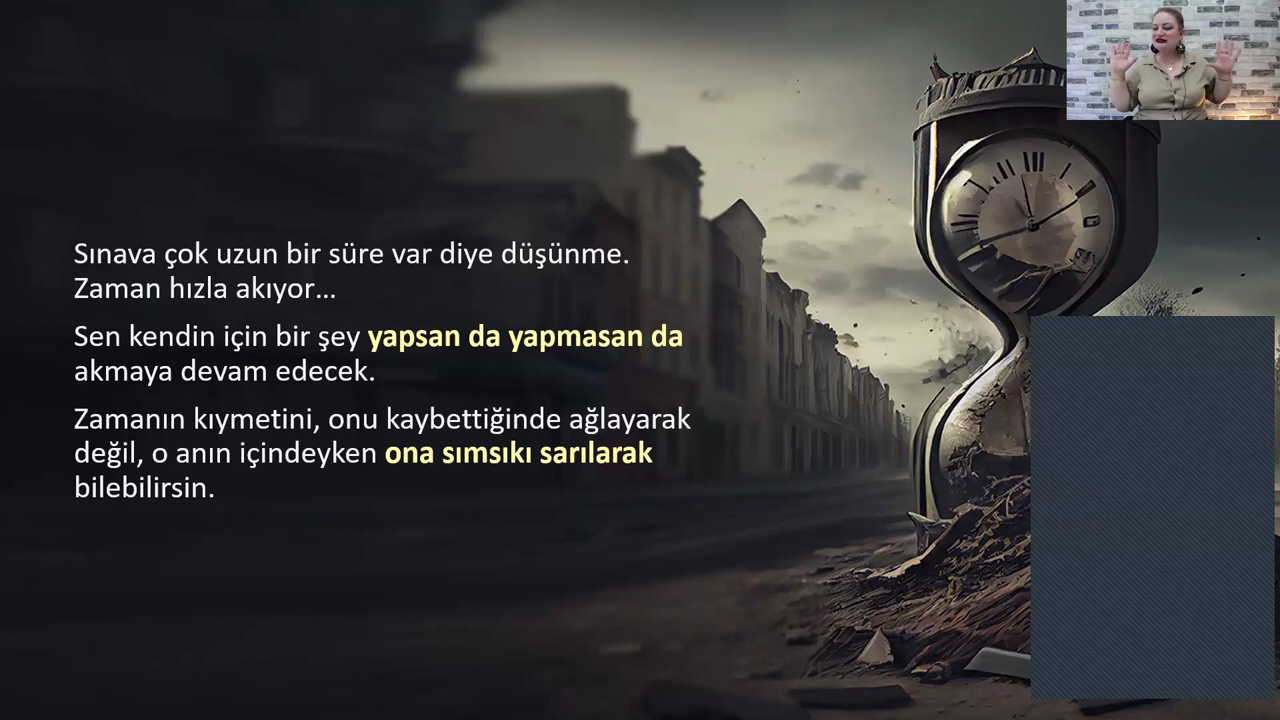 Sınava çok uzun bir süre var diye düşünme.
Zaman hızla akıyor…
Sen kendin için bir şey yapsan da yapmasan da
akmaya devam edecek.
Zamanın kıymetini, onu kaybettiğinde ağlayarak
değil, o anın içindeyken ona sımsıkı sarılarak
bilebilirsin.